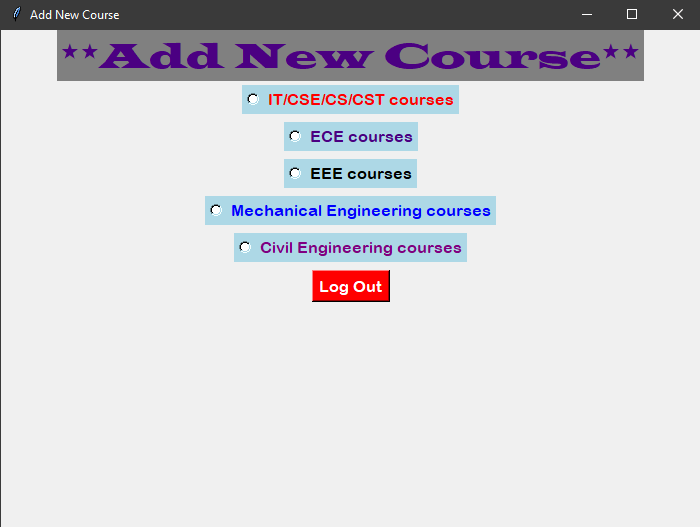 Add New Course
**Add New Course**
IT/CSE/CS/CST courses
ECE courses
EEE courses
Mechanical Engineering courses
Civil Engineering courses
Log Out